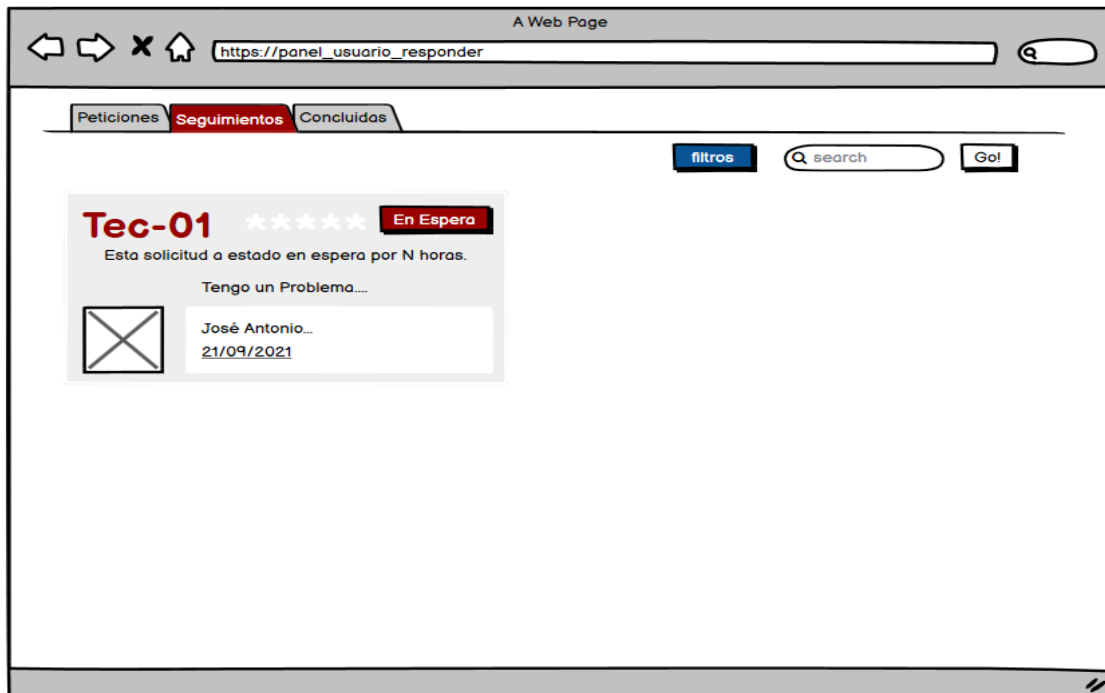 A Web Page
https://panel_usuario_responder
Peticiones Seguimientos Concluidas
filtros search Go!
Tec-01 ***** En Espera
Esta solicitud a estado en espera por N horas.
Tengo un Problema....
José Antonio...
21/09/2021